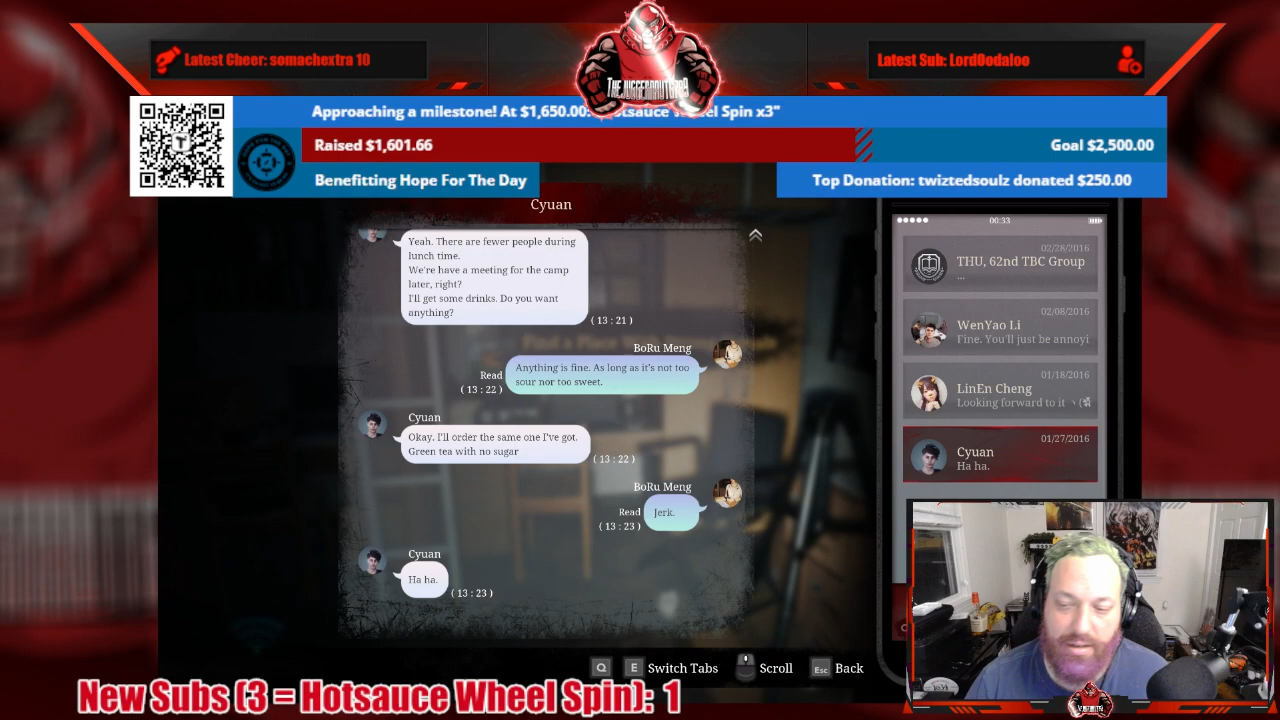 Latest Cheer: somachextra 10
Latest Sub: LordOodaloo
Approaching a milestone! At $1,650.00:
Spin x3"
Raised $1,601.66
Goal $2,500.00
Benefitting Hope For The Day
Top Donation: twiztedsoulz donated $250.00
Cyuan
Yeah. There are fewer people during
lunch time.
We're have a meeting for the camp
later, right?
I'll get some drinks. Do you want
anything?
( 13 : 21 )
BoRu Meng
Anything is fine. As long as it's not too
sour nor too sweet.
Read
( 13 : 22 )
Cyuan
Okay. I'll order the same one I've got.
Green tea with no sugar
( 13 : 22 )
BoRu Meng
Jerk.
Read
( 13 : 23 )
Cyuan
Ha ha.
( 13 : 23 )
00:33
02/28/2016
THU, 62nd TBC Group
...
02/08/2016
WenYao Li
Fine. You'll just be annoyi
01/18/2016
LinEn Cheng
Looking forward to it
01/27/2016
Cyuan
Ha ha.
Q E Switch Tabs
Scroll
Esc Back
New Subs (3 = Hotsauce Wheel Spin): 1